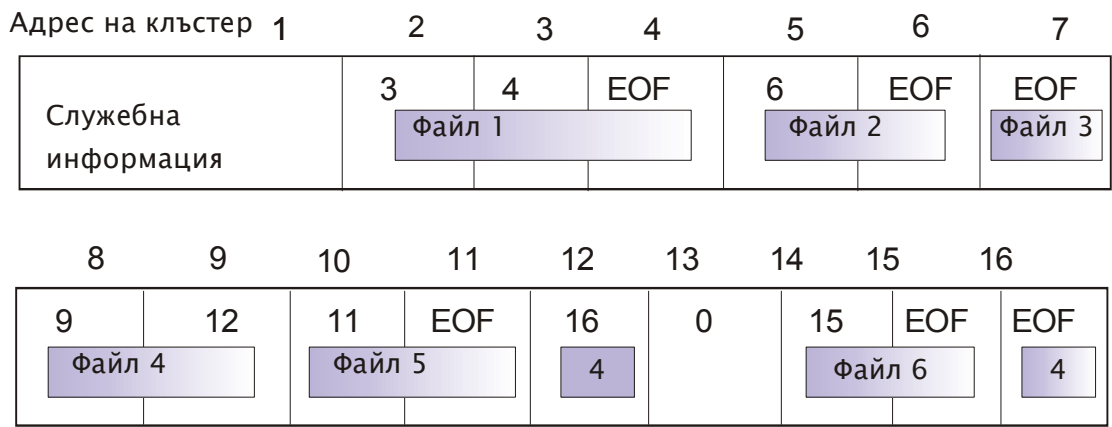 Адрес на клъстер 1 2 3 4 5 6 7
3 4 EOF 6 EOF EOF
Служебна
информация
Файл 1 Файл 2 Файл 3
8 9 10 11 12 13 14 15 16
9 12 11 EOF 16 0 15 EOF EOF
Файл 4 Файл 5 4 Файл 6 4